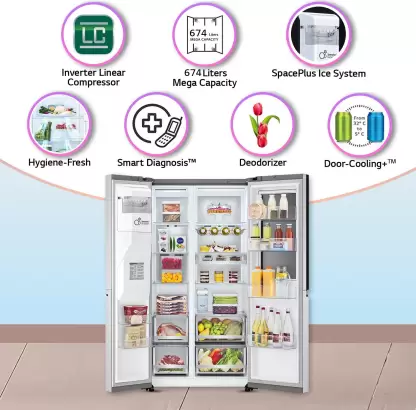 LC
674 Liters
MEGA CAPACITY
Inverter Linear
Compressor
674 Liters
Mega Capacity
SpacePlus Ice System
From
32° C
to
5° C
Hygiene-Fresh
Smart Diagnosis™
Deodorizer
Door-Cooling+™